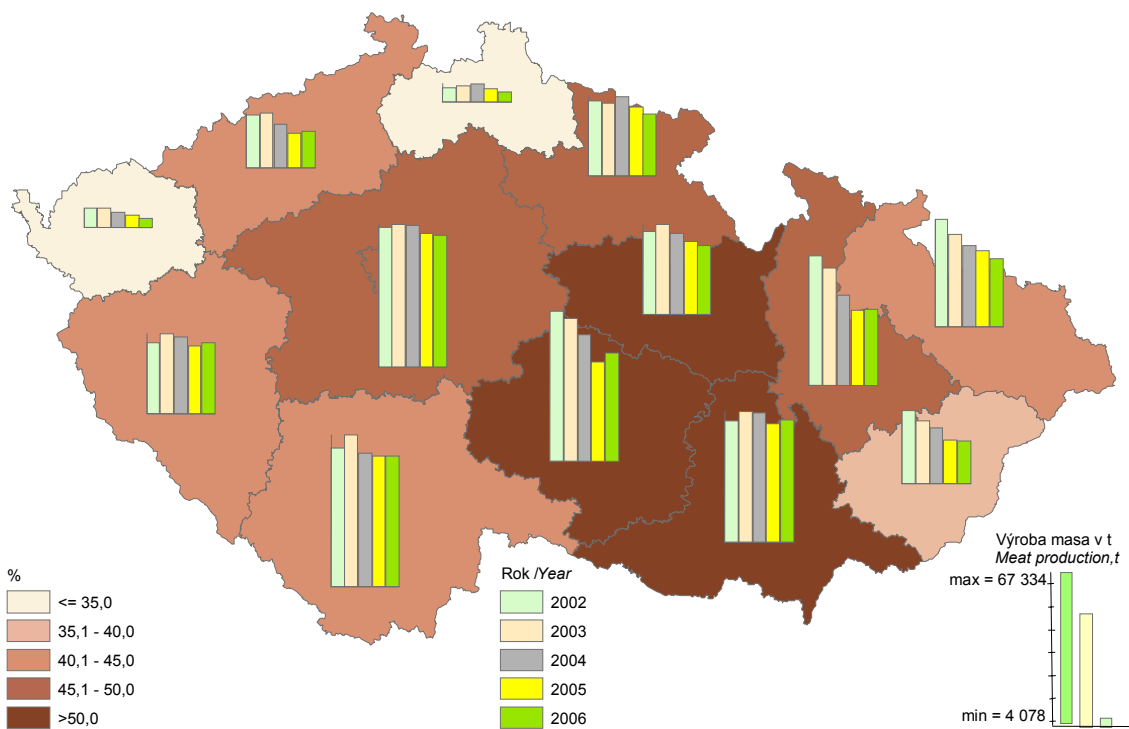 %
<= 35,0
35,1 - 40,0
40,1 - 45,0
45,1 - 50,0
>50,0
Rok /Year
2002
2003
2004
2005
2006
Výroba masa v t
Meat production,t
max = 67 334
min = 4 078